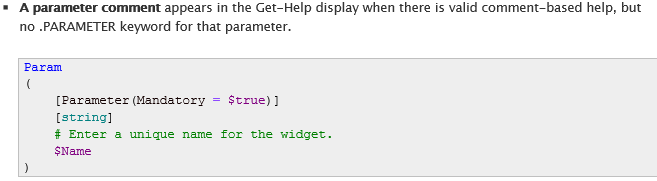 ▪ A parameter comment appears in the Get-Help display when there is valid comment-based help, but
no .PARAMETER keyword for that parameter.
Param
(
    [Parameter(Mandatory = $true)]
    [string]
    # Enter a unique name for the widget.
    $Name
)